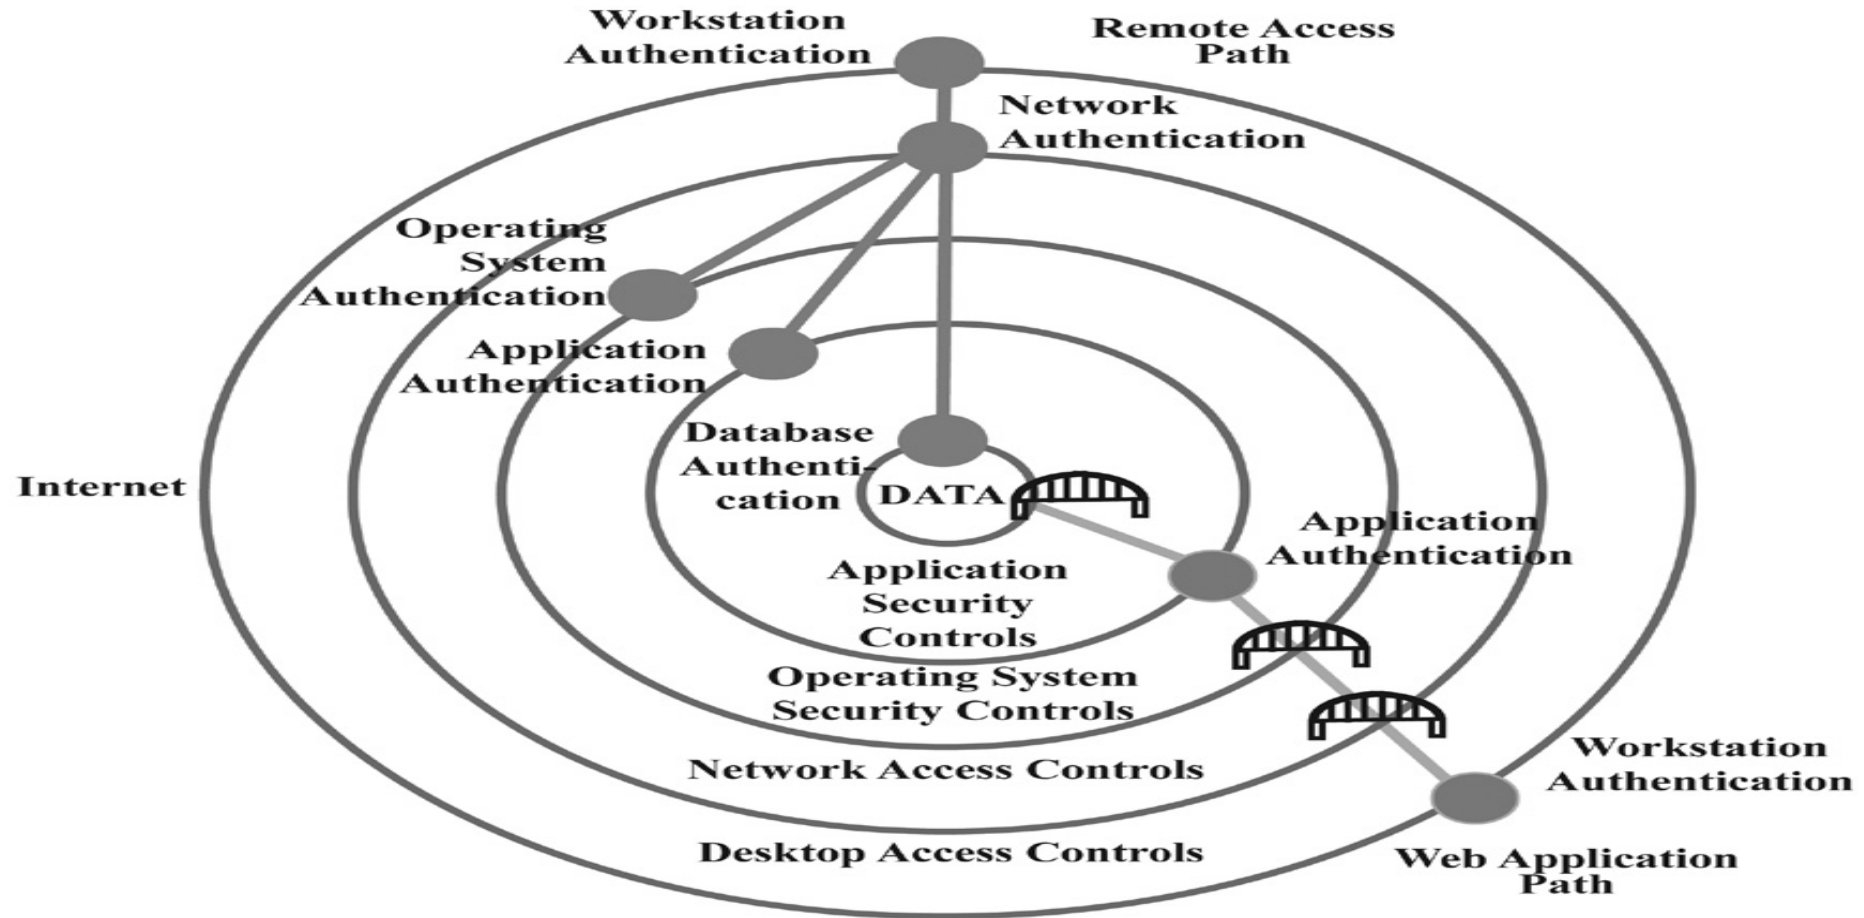 Workstation
Authentication
Remote Access
Path
Network
Authentication
Operating
System
Authentication
Application
Authentication
Database
Authenti-
cation
DATA
Internet
Application
Authentication
Application
Security
Controls
Operating System
Security Controls
Network Access Controls
Desktop Access Controls
Workstation
Authentication
Web Application
Path